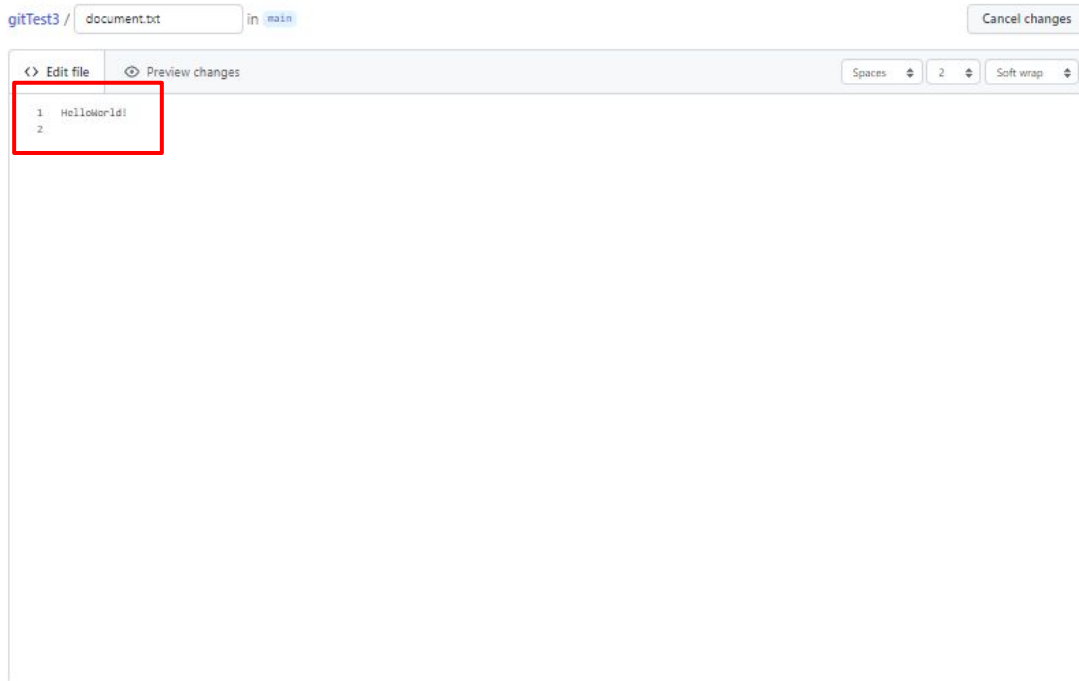 gitTest3 / document.txt in main Cancel changes
<> Edit file Preview changes Spaces 2 Soft wrap
1 HelloWorld!
2